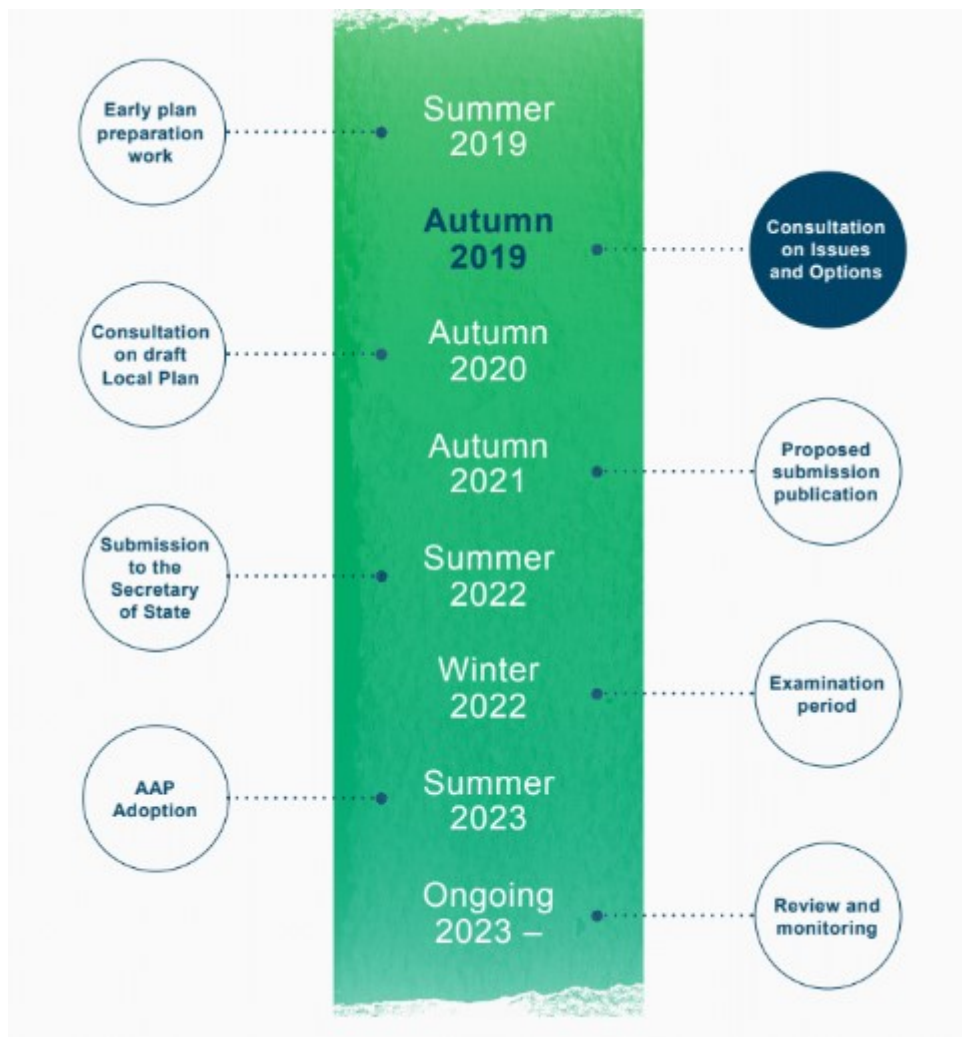 Early plan
preparation
work
Summer
2019
Autumn
2019
Consultation
on Issues
and Options
Consultation
on draft
Local Plan
Autumn
2020
Autumn
2021
Proposed
submission
publication
Submission
to the
Secretary
of State
Summer
2022
Winter
2022
Examination
period
AAP
Adoption
Summer
2023
Ongoing
2023 –
Review and
monitoring